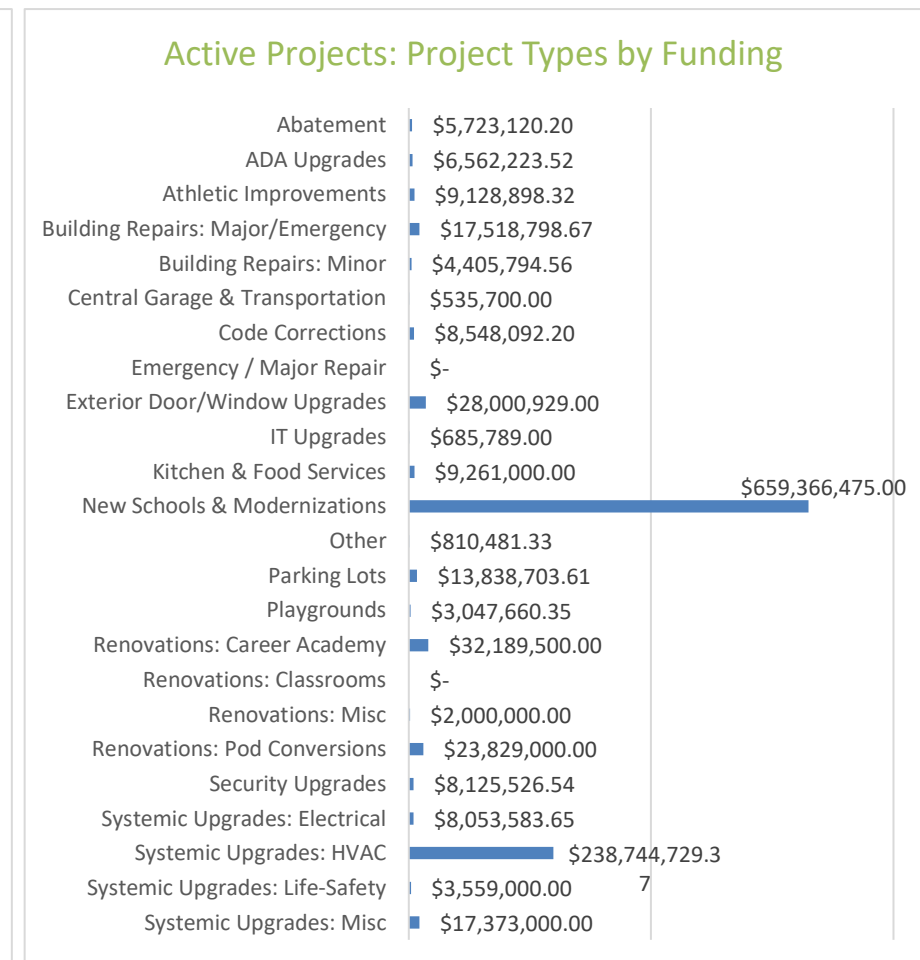 Active Projects: Project Types by Funding
Abatement $5,723,120.20
ADA Upgrades $6,562,223.52
Athletic Improvements $9,128,898.32
Building Repairs: Major/Emergency $17,518,798.67
Building Repairs: Minor $4,405,794.56
Central Garage & Transportation $535,700.00
Code Corrections $8,548,092.20
Emergency / Major Repair $-
Exterior Door/Window Upgrades $28,000,929.00
IT Upgrades $685,789.00
Kitchen & Food Services $9,261,000.00
New Schools & Modernizations $659,366,475.00
Other $810,481.33
Parking Lots $13,838,703.61
Playgrounds $3,047,660.35
Renovations: Career Academy $32,189,500.00
Renovations: Classrooms $-
Renovations: Misc $2,000,000.00
Renovations: Pod Conversions $23,829,000.00
Security Upgrades $8,125,526.54
Systemic Upgrades: Electrical $8,053,583.65
Systemic Upgrades: HVAC $238,744,729.3
7
Systemic Upgrades: Life-Safety $3,559,000.00
Systemic Upgrades: Misc $17,373,000.00